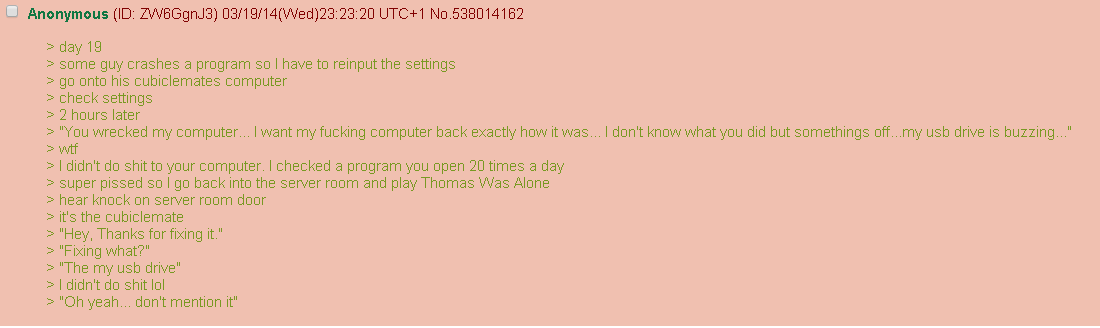 Anonymous (ID: ZW6GgnJ3) 03/19/14(Wed)23:23:20 UTC+1 No.538014162
> day 19
> some guy crashes a program so I have to reinput the settings
> go onto his cubiclemates computer
> check settings
> 2 hours later
> "You wrecked my computer... I want my fucking computer back exactly how it was... I don't know what you did but somethings off...my usb drive is buzzing..."
> wtf
> I didn't do shit to your computer. I checked a program you open 20 times a day
> super pissed so I go back into the server room and play Thomas Was Alone
> hear knock on server room door
> it's the cubiclemate
> "Hey, Thanks for fixing it."
> "Fixing what?"
> "The my usb drive"
> I didn't do shit lol
> "Oh yeah... don't mention it"